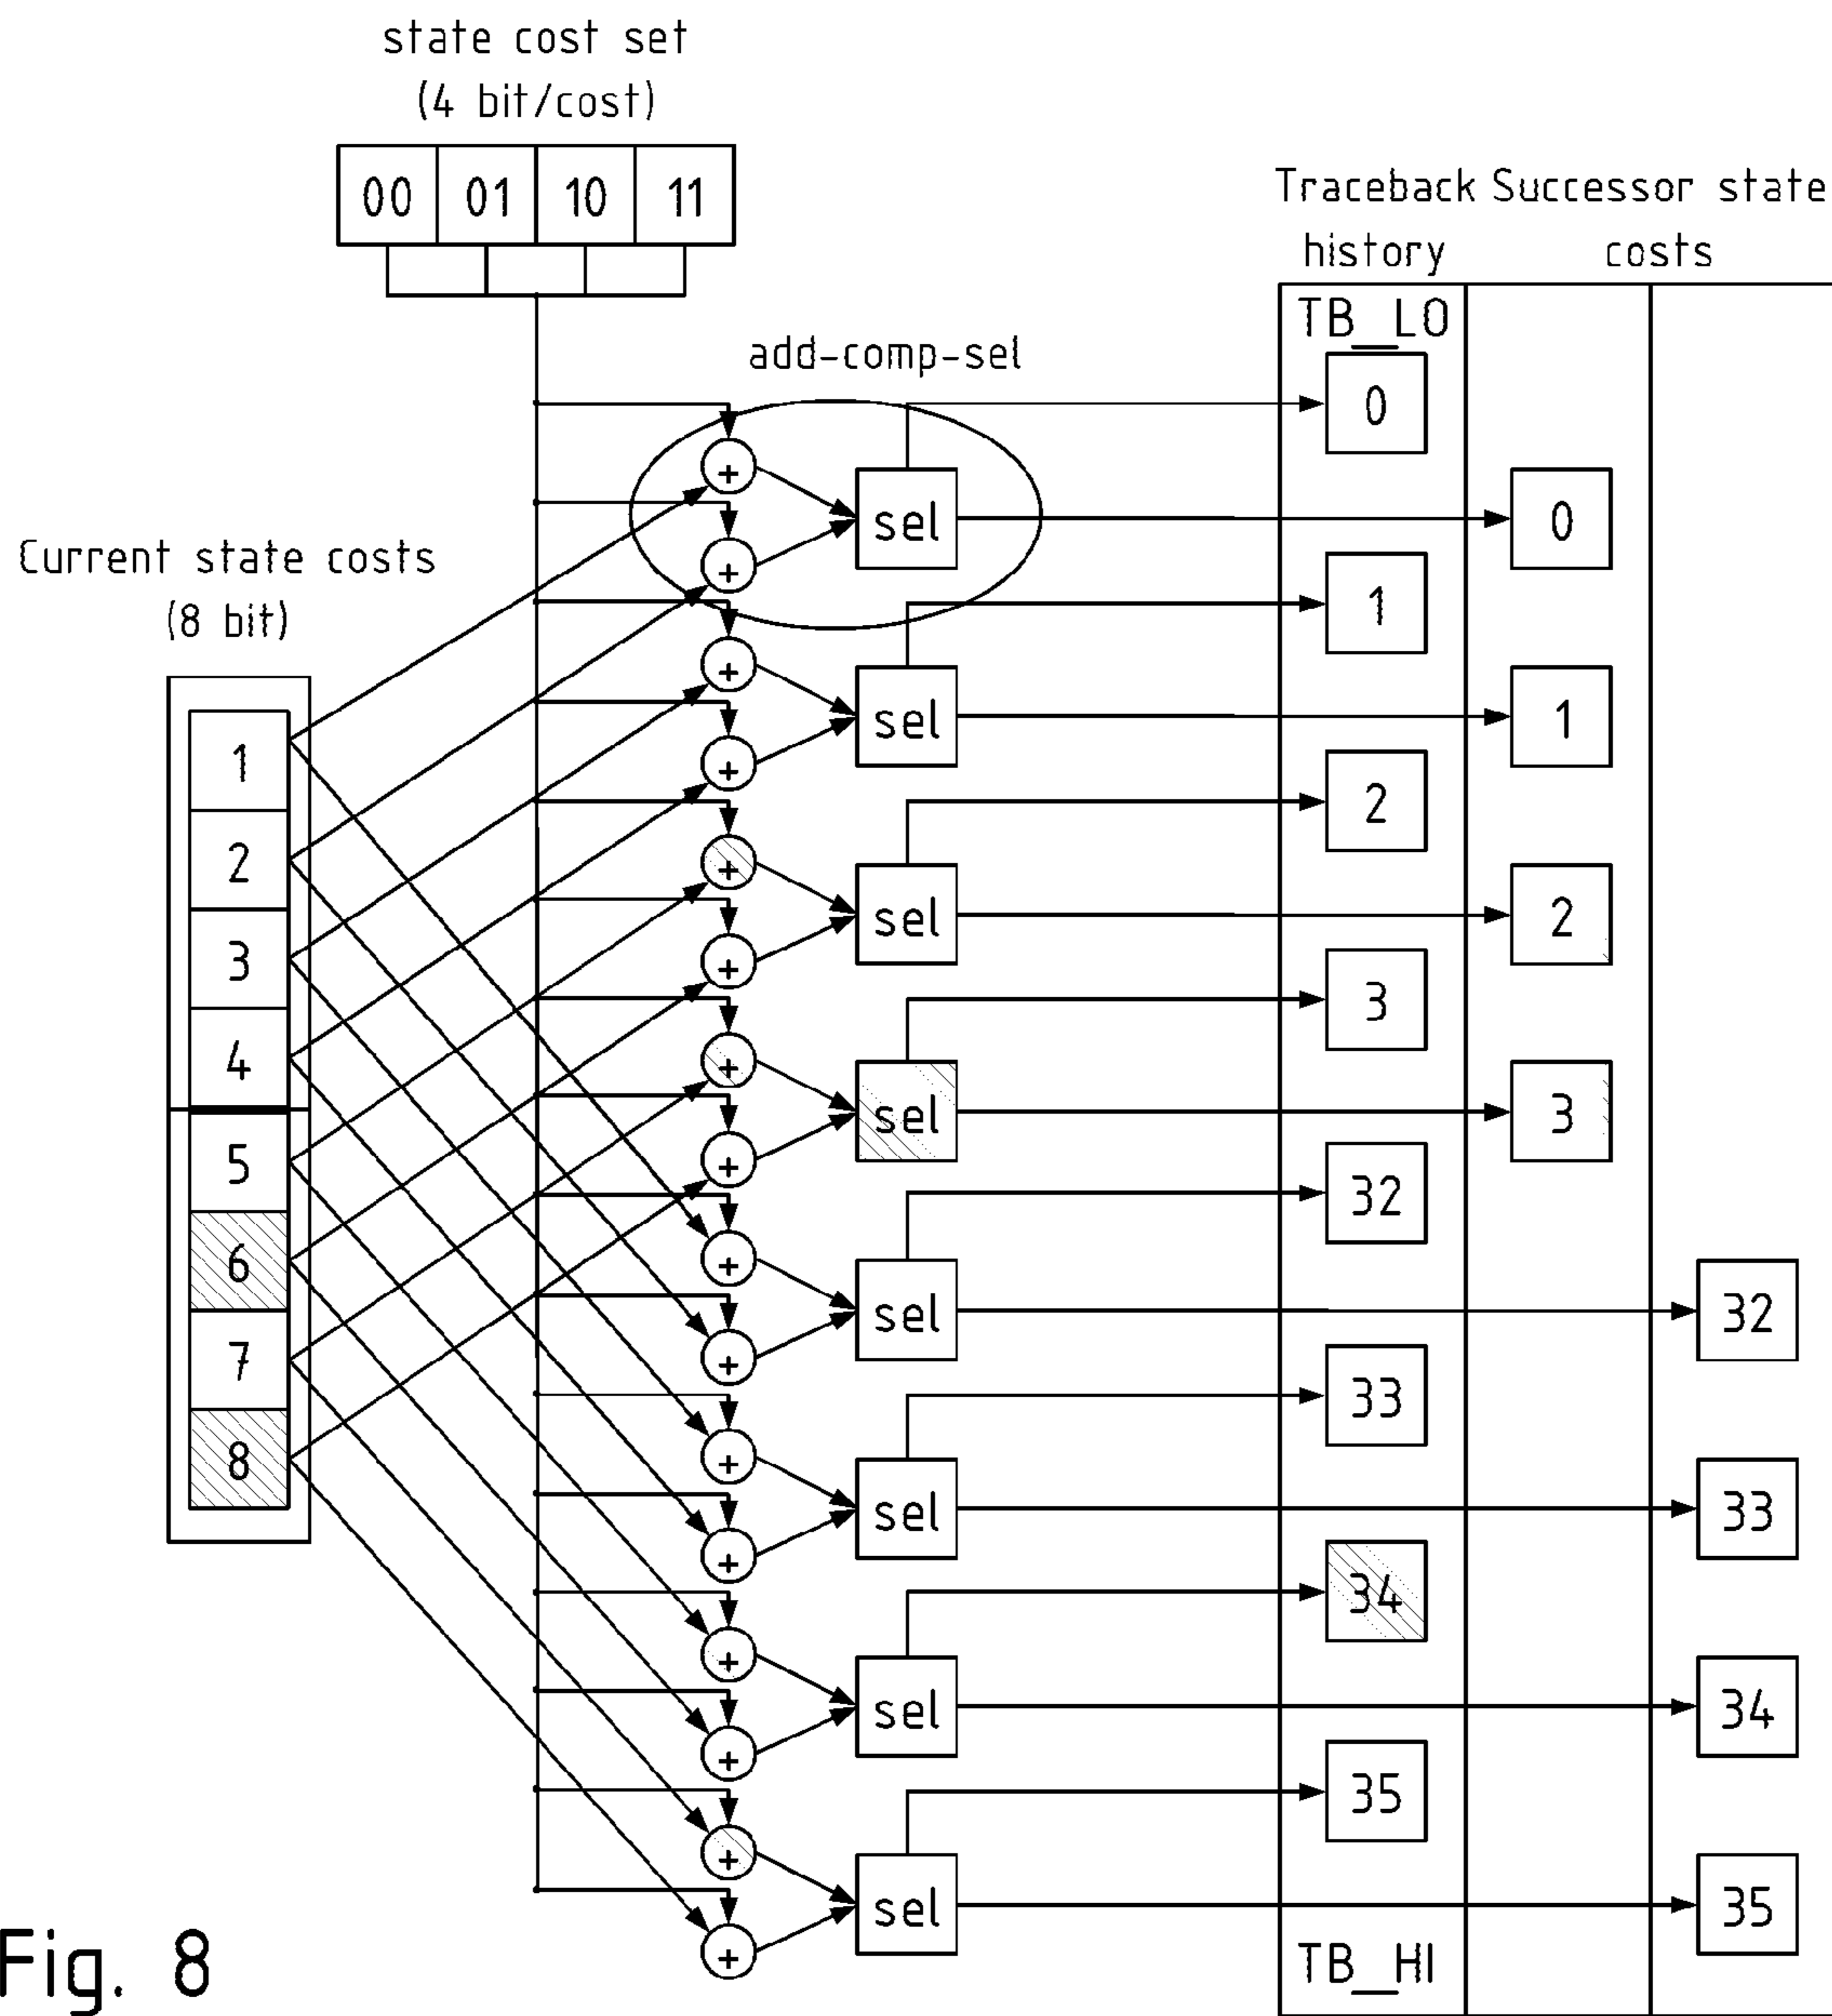 state cost set
(4 bit/cost)
00 01 10 11
Traceback Successor state
history costs
TB_LO
add-comp-sel
0
+
sel
0
+
Current state costs
(8 bit)
1
+
sel
1
+
1
2
+
2
sel
2
+
3
3
+
4
sel
3
+
5
32
+
6
sel
32
+
7
33
+
8
sel
33
+
34
+
sel
34
+
35
+
sel
35
+
TB_HI
Fig. 8